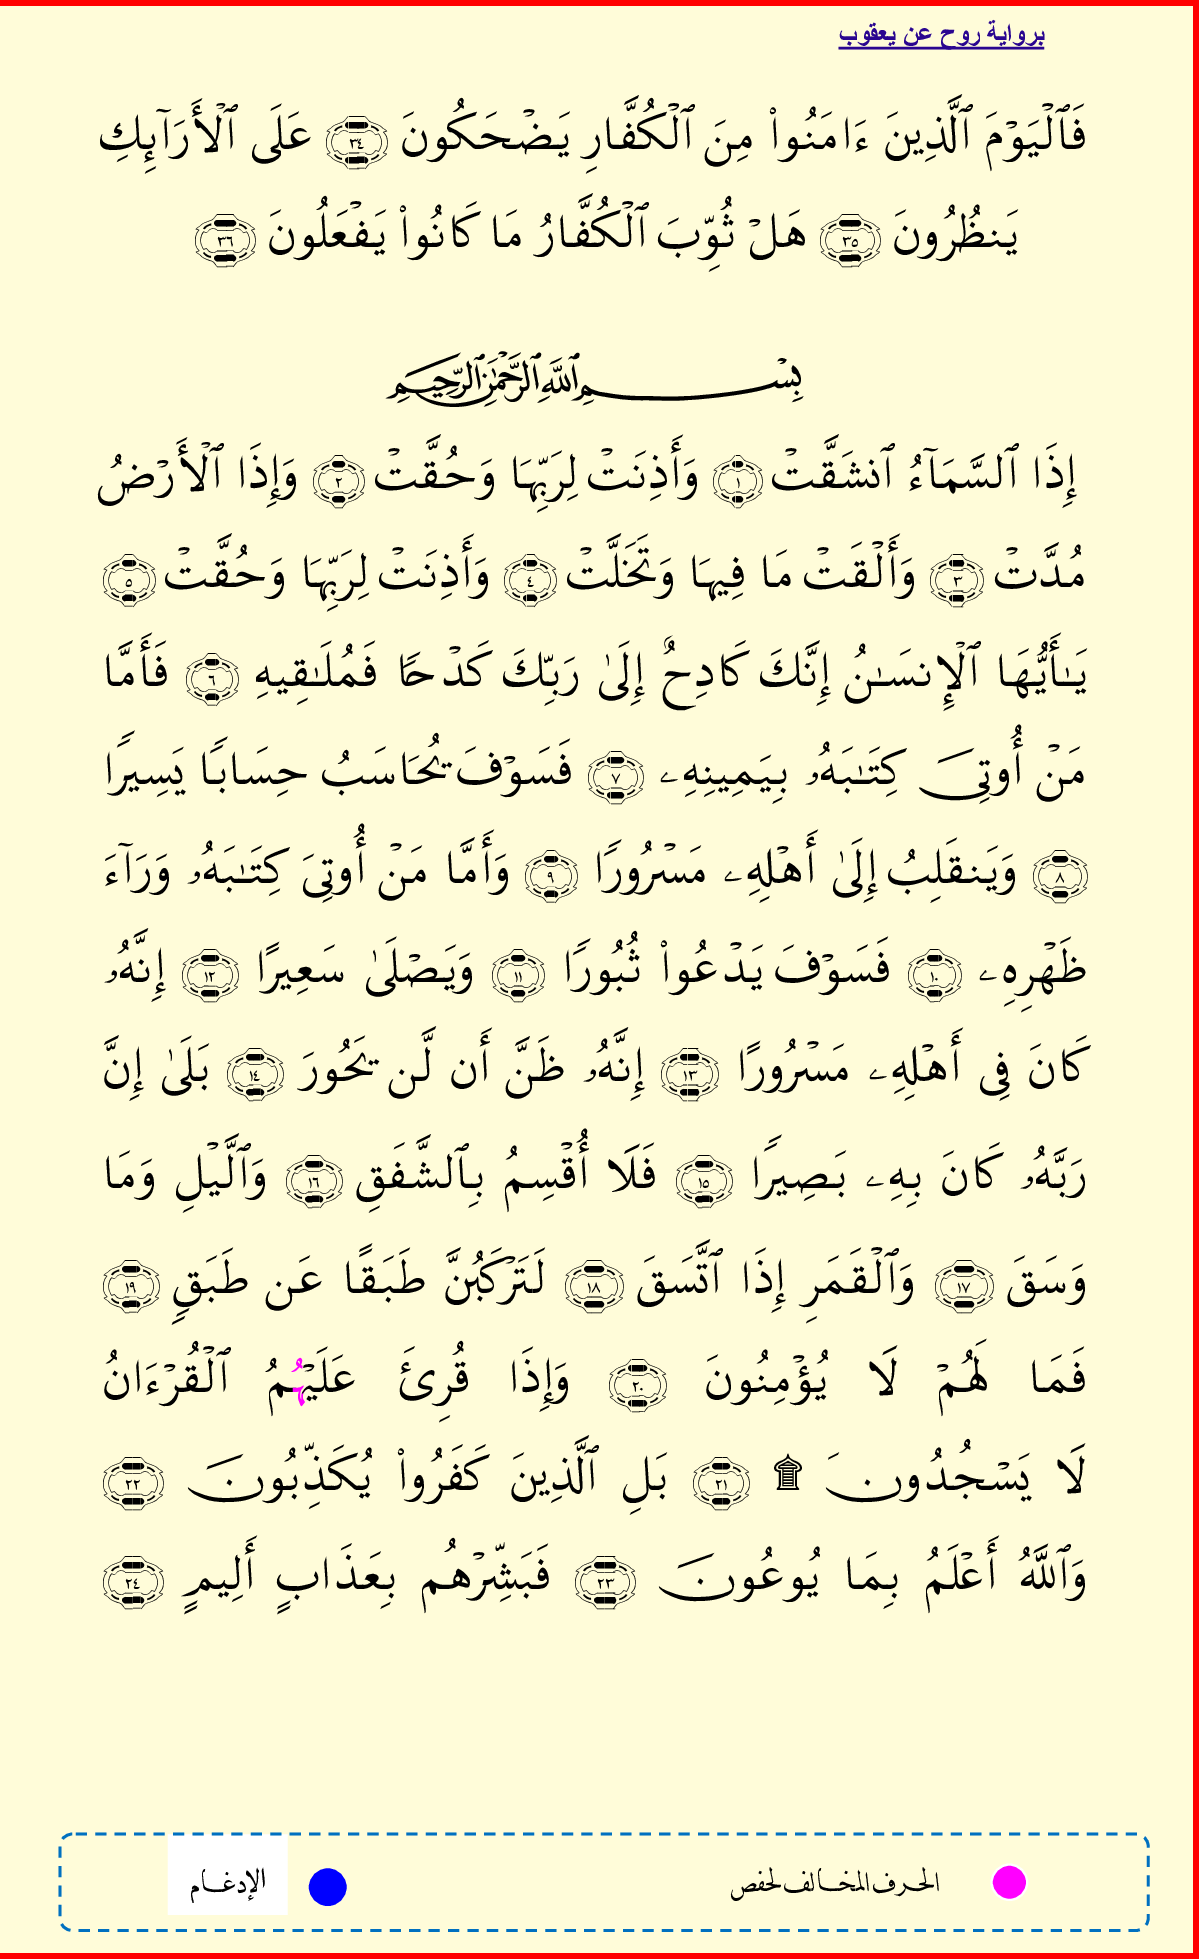 برواية روح عن يعقوب
فَٱلۡيَوۡمَ ٱلَّذِينَ ءَامَنُواْ مِنَ ٱلۡكُفَّارِ يَضۡحَكُونَ ٣٤ عَلَى ٱلۡأَرَآئِكِ
يَنظُرُونَ ٣٥ هَلۡ ثُوِّبَ ٱلۡكُفَّارُ مَا كَانُواْ يَفۡعَلُونَ ٣٦
بِسۡمِ ٱللَّهِ ٱلرَّحۡمَٰنِ ٱلرَّحِيمِ
إِذَا ٱلسَّمَآءُ ٱنشَقَّتۡ ١ وَأَذِنَتۡ لِرَبِّهَا وَحُقَّتۡ ٢ وَإِذَا ٱلۡأَرۡضُ
مُدَّتۡ ٣ وَأَلۡقَتۡ مَا فِيهَا وَتَخَلَّتۡ ٤ وَأَذِنَتۡ لِرَبِّهَا وَحُقَّتۡ ٥
يَٰٓأَيُّهَا ٱلۡإِنسَٰنُ إِنَّكَ كَادِحٌ إِلَىٰ رَبِّكَ كَدۡحٗا فَمُلَٰقِيهِ ٦ فَأَمَّا
مَنۡ أُوتِيَ كِتَٰبَهُۥ بِيَمِينِهِۦ ٧ فَسَوۡفَ يُحَاسَبُ حِسَابٗا يَسِيرٗا
٨ وَيَنقَلِبُ إِلَىٰ أَهۡلِهِۦ مَسۡرُورٗا ٩ وَأَمَّا مَنۡ أُوتِيَ كِتَٰبَهُۥ وَرَآءَ
ظَهۡرِهِۦ ١٠ فَسَوۡفَ يَدۡعُواْ ثُبُورٗا ١١ وَيَصۡلَىٰ سَعِيرًا ١٢ إِنَّهُۥ
كَانَ فِي أَهۡلِهِۦ مَسۡرُورًا ١٣ إِنَّهُۥ ظَنَّ أَن لَّن يَحُورَ ١٤ بَلَىٰ إِنَّ
رَبَّهُۥ كَانَ بِهِۦ بَصِيرٗا ١٥ فَلَا أُقۡسِمُ بِٱلشَّفَقِ ١٦ وَٱلَّيۡلِ وَمَا
وَسَقَ ١٧ وَٱلۡقَمَرِ إِذَا ٱتَّسَقَ ١٨ لَتَرۡكَبُنَّ طَبَقًا عَن طَبَقٖ ١٩
فَمَا لَهُمۡ لَا يُؤۡمِنُونَ ٢٠ وَإِذَا قُرِئَ عَلَيۡهُمُ ٱلۡقُرۡءَانُ
لَا يَسۡجُدُونَ ۩ ٢١ بَلِ ٱلَّذِينَ كَفَرُواْ يُكَذِّبُونَ ٢٢
وَٱللَّهُ أَعۡلَمُ بِمَا يُوعُونَ ٢٣ فَبَشِّرۡهُم بِعَذَابٍ أَلِيمٍ ٢٤
الحرف المخالف لحفص
الإدغام